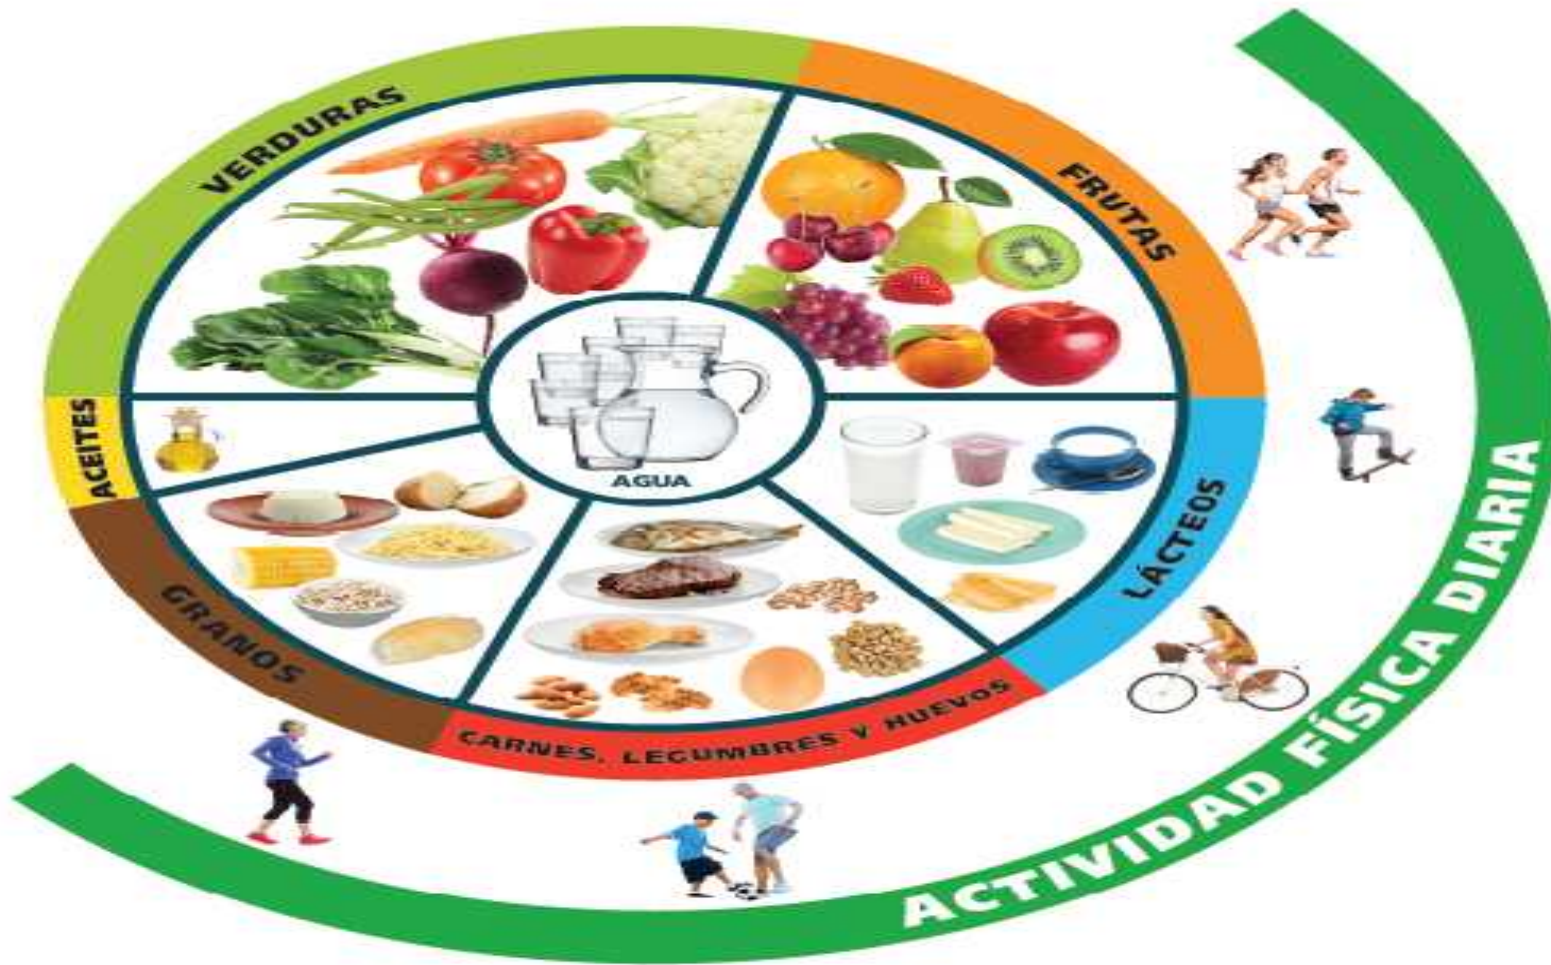 VERDURAS
FRUTAS
ACEITES
AGUA
LÁCTEOS
GRANOS
CARNES, LEGUMBRES Y HUEVOS
ACTIVIDAD FÍSICA DIARIA